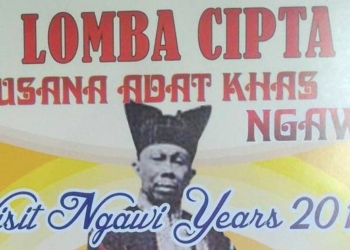 LOMBA CIPTA
USANA ADAT KHAS
NGAW
isit Ngawi Years 201